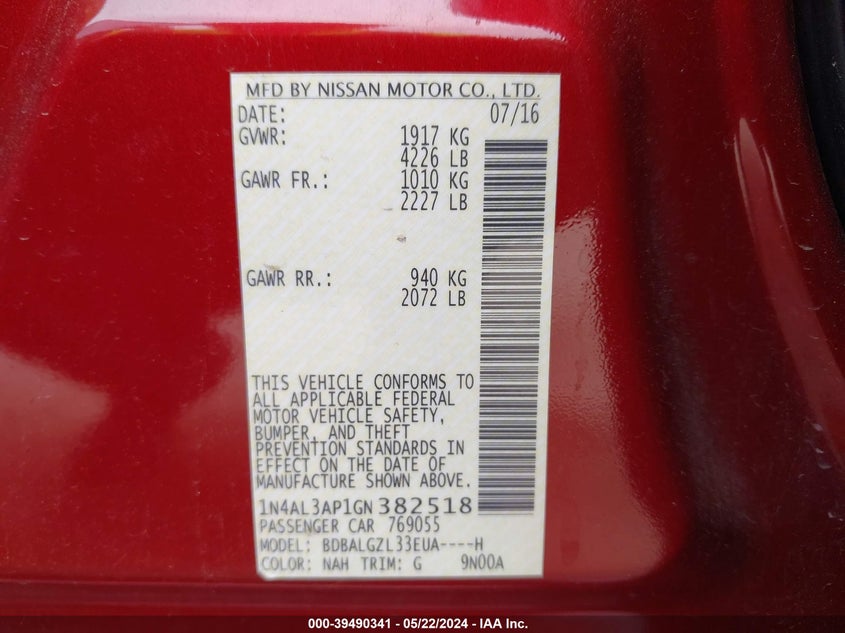 MFD BY NISSAN MOTOR CO., LTD.
DATE: 07/16
GVWR: 1917 KG
4226 LB
GAWR FR.: 1010 KG
2227 LB
GAWR RR.: 940 KG
2072 LB
THIS VEHICLE CONFORMS TO
ALL APPLICABLE FEDERAL
MOTOR VEHICLE SAFETY,
BUMPER, AND THEFT
PREVENTION STANDARDS IN
EFFECT ON THE DATE OF
MANUFACTURE SHOWN ABOVE.
1N4AL3AP1GN382518
PASSENGER CAR 769055
MODEL: BDBALGZL33EUA----H
COLOR: NAH TRIM: G 9N00A
000-39490341 - 05/22/2024 - IAA Inc.